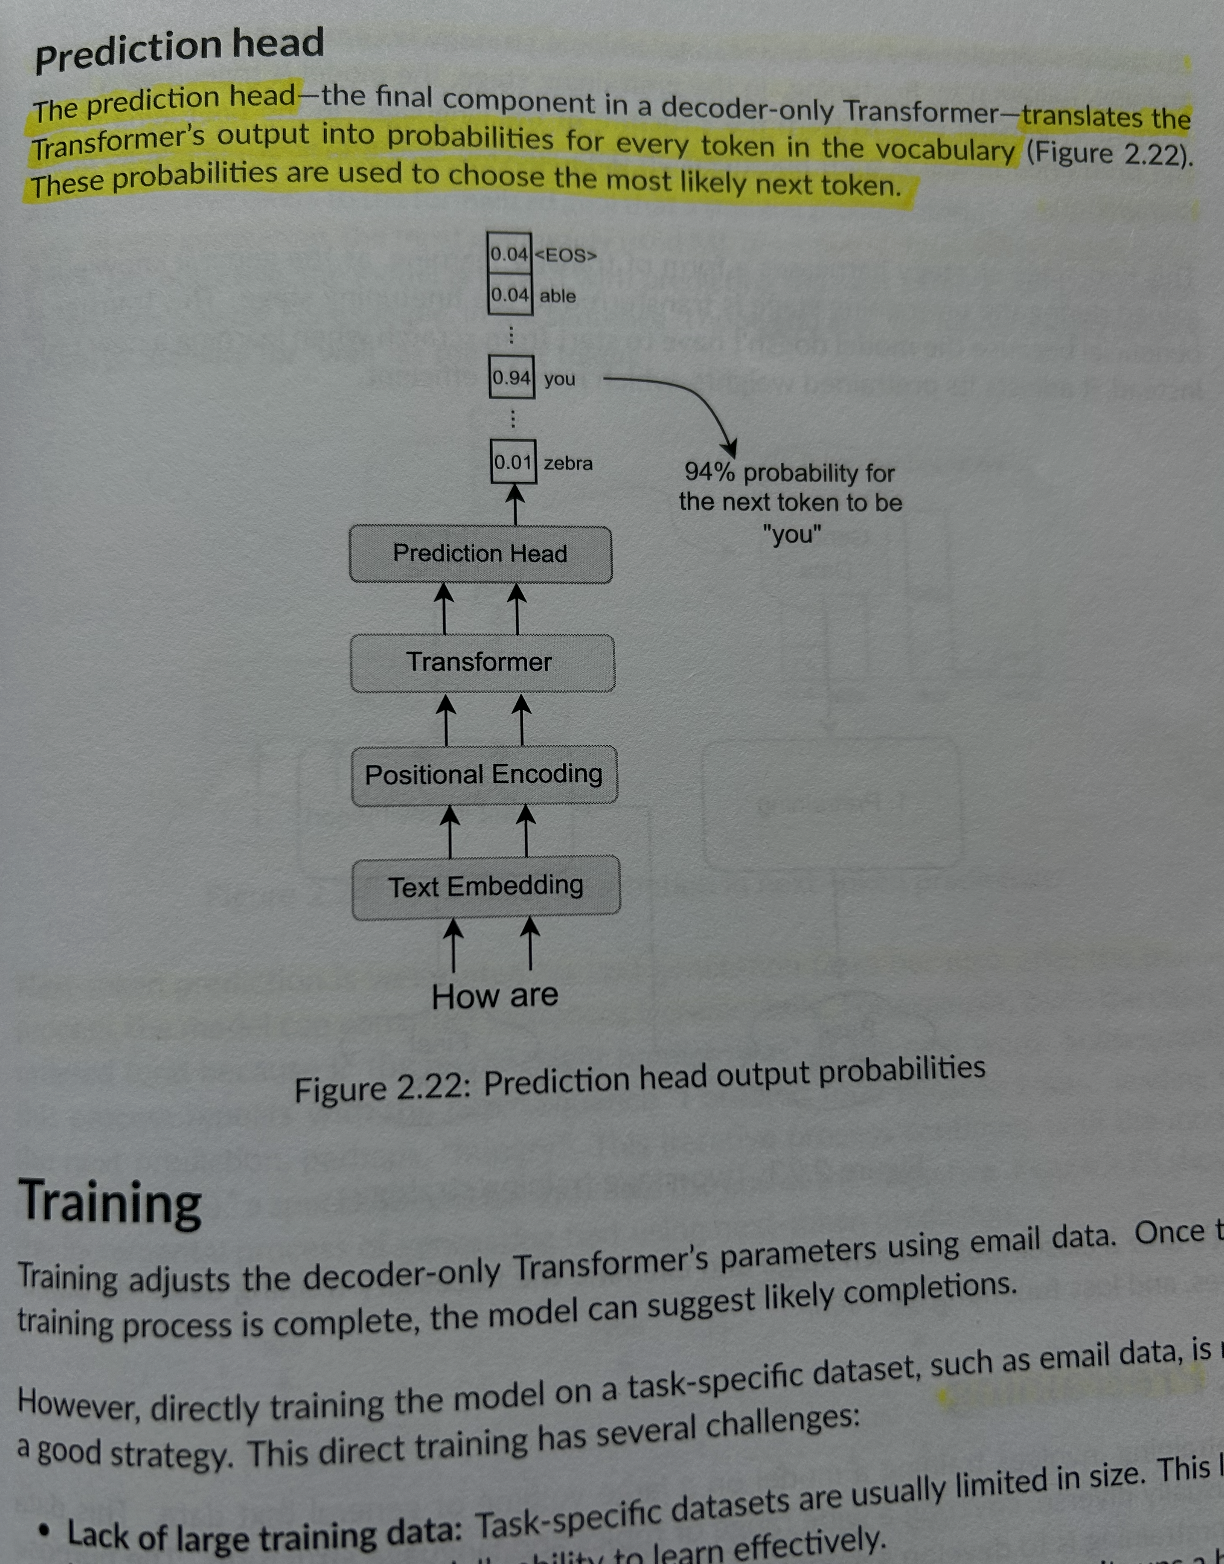 Prediction head
The prediction head—the final component in a decoder-only Transformer—translates the
Transformer's output into probabilities for every token in the vocabulary (Figure 2.22).
These probabilities are used to choose the most likely next token.
0.04 <EOS>
0.04 able
⋮
0.94 you
⋮
0.01 zebra
94% probability for
the next token to be
"you"
Prediction Head
Transformer
Positional Encoding
Text Embedding
How are
Figure 2.22: Prediction head output probabilities
Training
Training adjusts the decoder-only Transformer's parameters using email data. Once
training process is complete, the model can suggest likely completions.
However, directly training the model on a task-specific dataset, such as email data, is
a good strategy. This direct training has several challenges:
• Lack of large training data: Task-specific datasets are usually limited in size. This
to learn effectively.